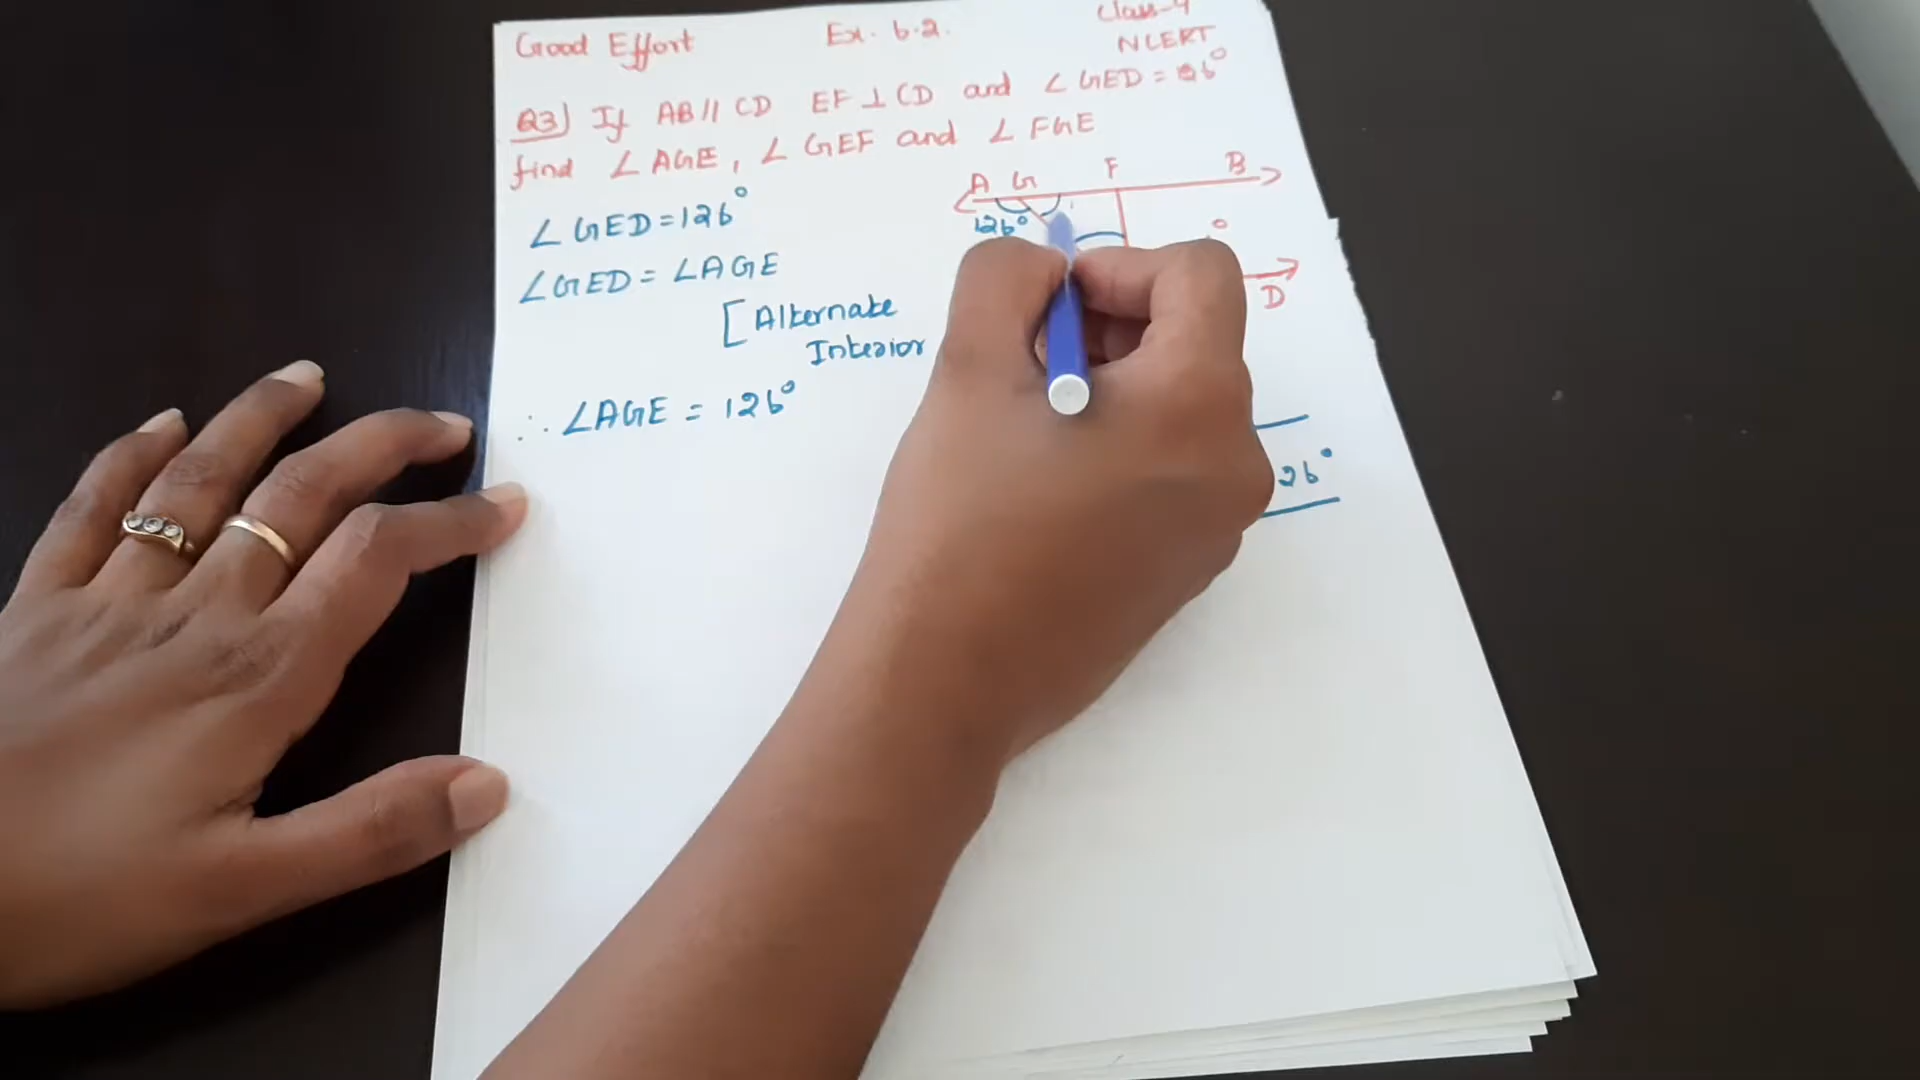 Good Effort Ex. 6.2. Class-9
NCERT
Q3) If AB // CD EF ⊥ CD and ∠GED = 126°
find ∠AGE, ∠GEF and ∠FGE
A G F B
126°
D
∠GED = 126°
∠GED = ∠AGE
[Alternate
Interior
∴ ∠AGE = 126°
26°